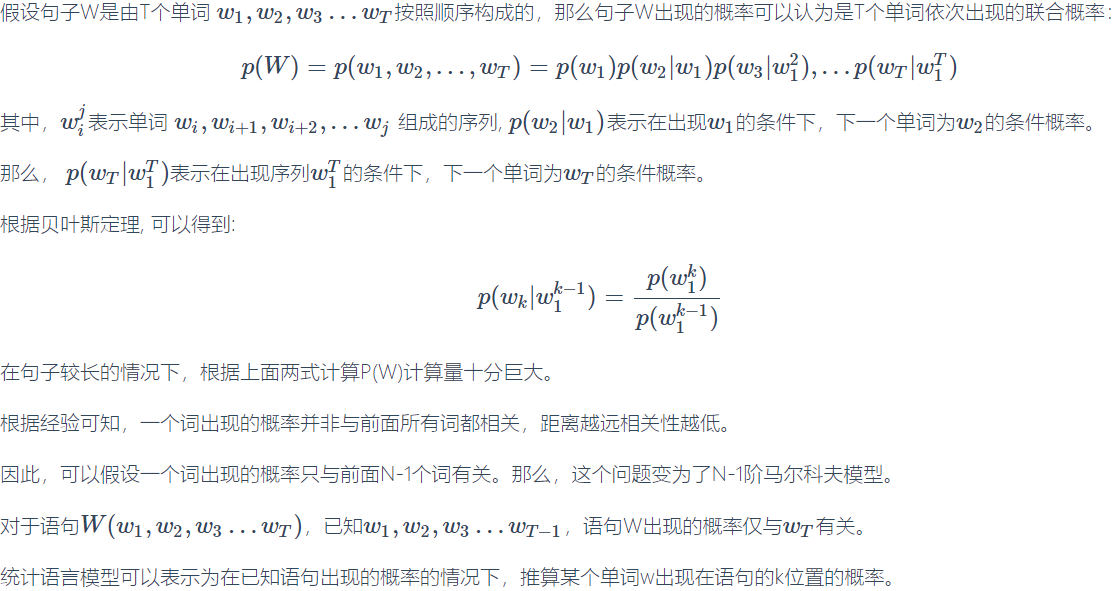 假设句子W是由T个单词 $w_1, w_2, w_3 \ldots w_T$按照顺序构成的，那么句子W出现的概率可以认为是T个单词依次出现的联合概率：
$p(W) = p(w_1, w_2, \ldots, w_T) = p(w_1)p(w_2|w_1)p(w_3|w_1^2), \ldots p(w_T|w_1^T)$
其中，$w_i^j$表示单词 $w_i, w_{i+1}, w_{i+2}, \ldots w_j$ 组成的序列, $p(w_2|w_1)$表示在出现$w_1$的条件下，下一个单词为$w_2$的条件概率。
那么， $p(w_T|w_1^T)$表示在出现序列$w_1^T$的条件下，下一个单词为$w_T$的条件概率。
根据贝叶斯定理, 可以得到:
$p(w_k|w_1^{k-1}) = \frac{p(w_1^k)}{p(w_1^{k-1})}$
在句子较长的情况下，根据上面两式计算P(W)计算量十分巨大。
根据经验可知，一个词出现的概率并非与前面所有词都相关，距离越远相关性越低。
因此，可以假设一个词出现的概率只与前面N-1个词有关。那么，这个问题变为了N-1阶马尔科夫模型。
对于语句$W(w_1, w_2, w_3 \ldots w_T)$，已知$w_1, w_2, w_3 \ldots w_{T-1}$，语句W出现的概率仅与$w_T$有关。
统计语言模型可以表示为在已知语句出现的概率的情况下，推算某个单词w出现在语句的k位置的概率。